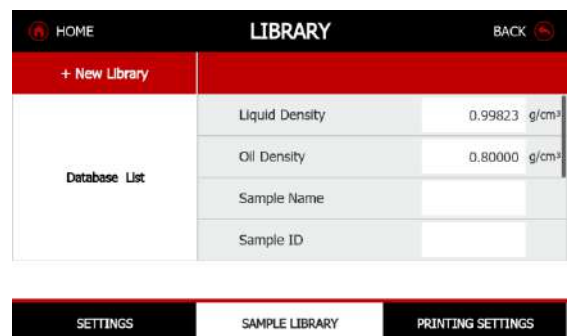 HOME LIBRARY BACK
+ New Library
Liquid Density 0.99823 g/cm³
Oil Density 0.80000 g/cm³
Database List
Sample Name
Sample ID
SETTINGS SAMPLE LIBRARY PRINTING SETTINGS